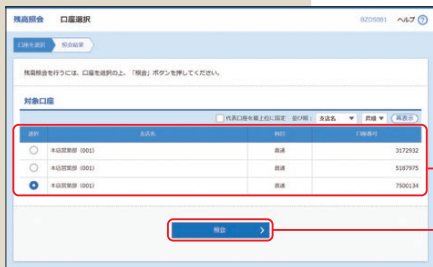 残高照会 口座選択 BZOS001 ヘルプ ?
口座を選択 照会結果
残高照会を行うには、口座を選択の上、「照会」ボタンを押してください。
対象口座
代表口座を最上位に設定 並び順： 支店名 ▼ 昇順 ▼ 再表示
選択 支店名 科目 口座番号
本店営業部（001） 普通 3172932
本店営業部（001） 普通 5187975
本店営業部（001） 普通 7500134
照会 >